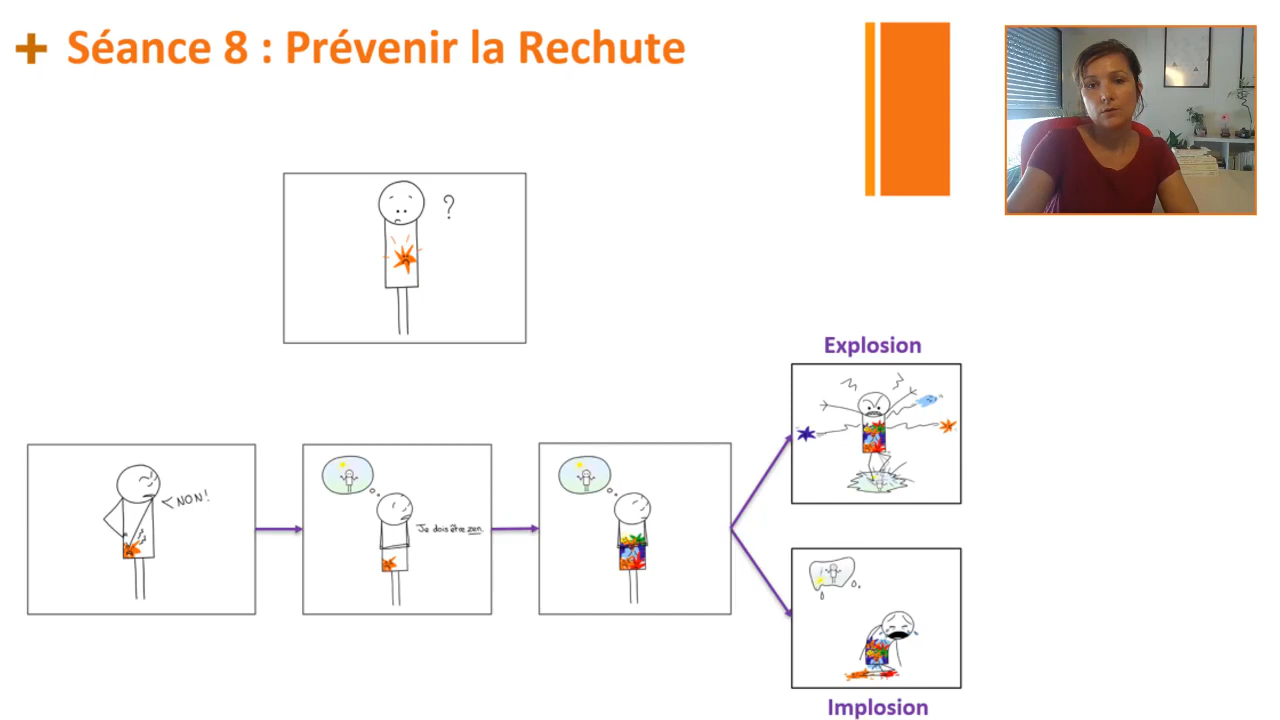 + Séance 8 : Prévenir la Rechute
?
Explosion
NON!
Je dois être zen.
Implosion